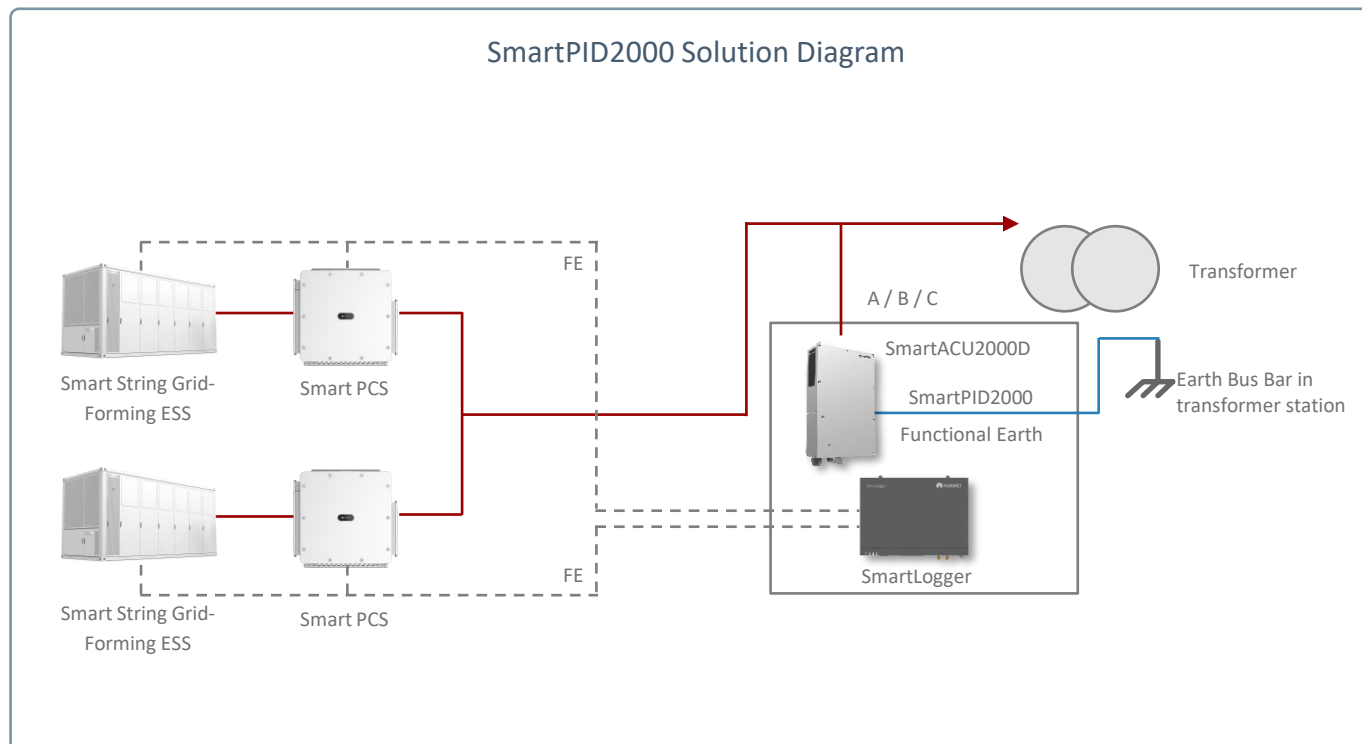 SmartPID2000 Solution Diagram
FE
Transformer
A / B / C
SmartACU2000D
Smart String Grid-
Forming ESS
Smart PCS
SmartPID2000
Functional Earth
Earth Bus Bar in
transformer station
HUAWEI
SmartLogger
FE
Smart String Grid-
Forming ESS
Smart PCS